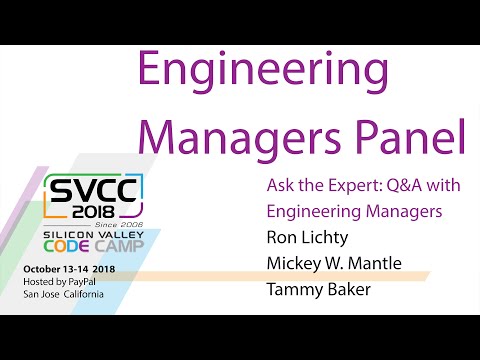 Engineering
Managers Panel
Ask the Expert: Q&A with
Engineering Managers
Ron Lichty
Mickey W. Mantle
Tammy Baker
SVCC
2018
Since 2006
SILICON VALLEY
CODE CAMP
October 13-14 2018
Hosted by PayPal
San Jose California